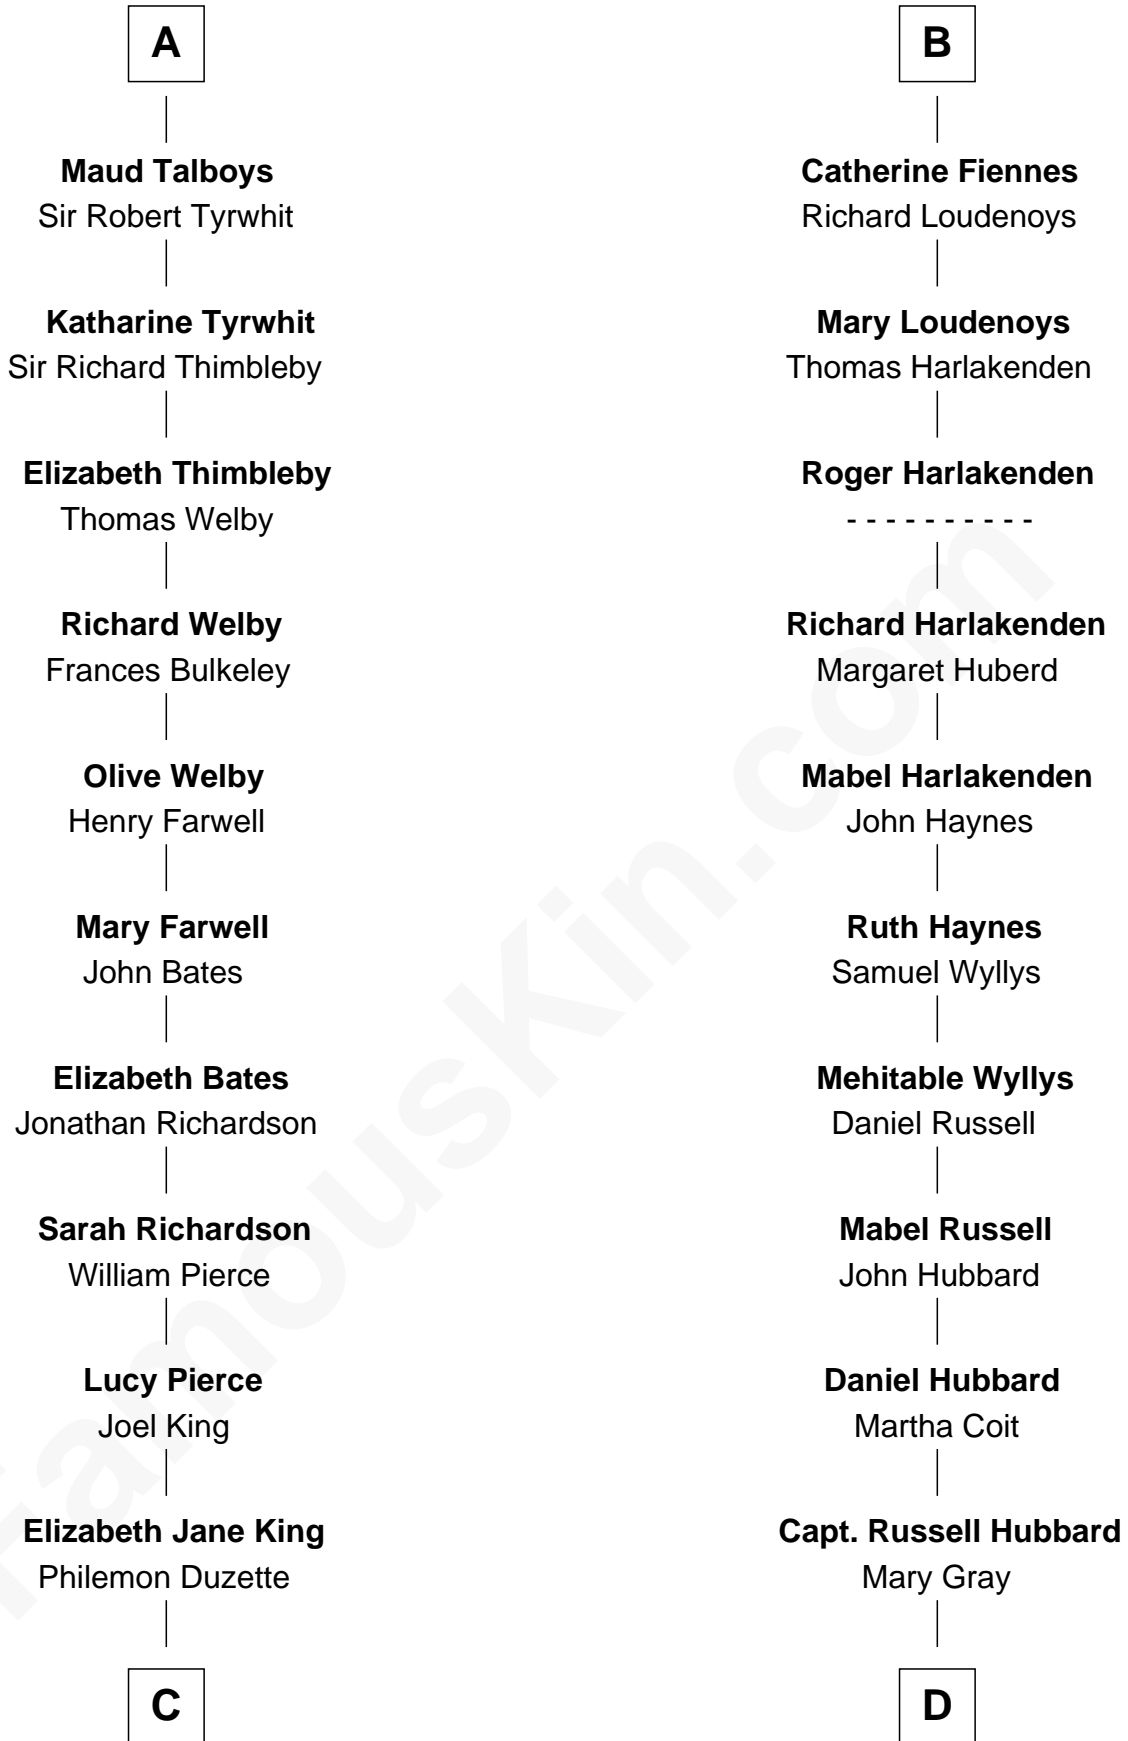 A
Maud Talboys
Sir Robert Tyrwhit
Katharine Tyrwhit
Sir Richard Thimbleby
Elizabeth Thimbleby
Thomas Welby
Richard Welby
Frances Bulkeley
Olive Welby
Henry Farwell
Mary Farwell
John Bates
Elizabeth Bates
Jonathan Richardson
Sarah Richardson
William Pierce
Lucy Pierce
Joel King
Elizabeth Jane King
Philemon Duzette
C
B
Catherine Fiennes
Richard Loudenoys
Mary Loudenoys
Thomas Harlakenden
Roger Harlakenden
- - - - - - - - - -
Richard Harlakenden
Margaret Huberd
Mabel Harlakenden
John Haynes
Ruth Haynes
Samuel Wyllys
Mehitable Wyllys
Daniel Russell
Mabel Russell
John Hubbard
Daniel Hubbard
Martha Coit
Capt. Russell Hubbard
Mary Gray
D
FamousKin.com